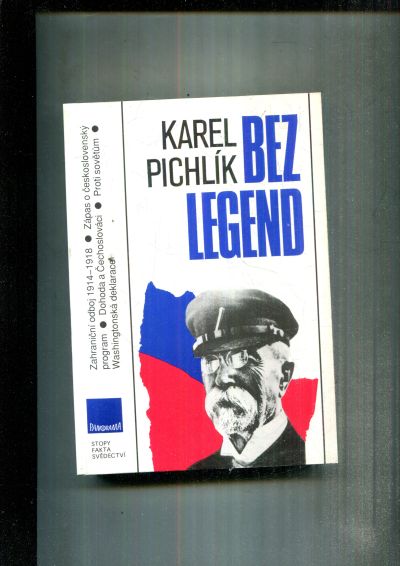 KAREL
PICHLÍK
BEZ
LEGEND
Zahraniční odboj 1914–1918 ● Zápas o československý
program ● Dohoda a Čechoslováci ● Proti sovětům ●
Washingtonská deklarace
PANORAMA
STOPY
FAKTA
SVĚDECTVÍ